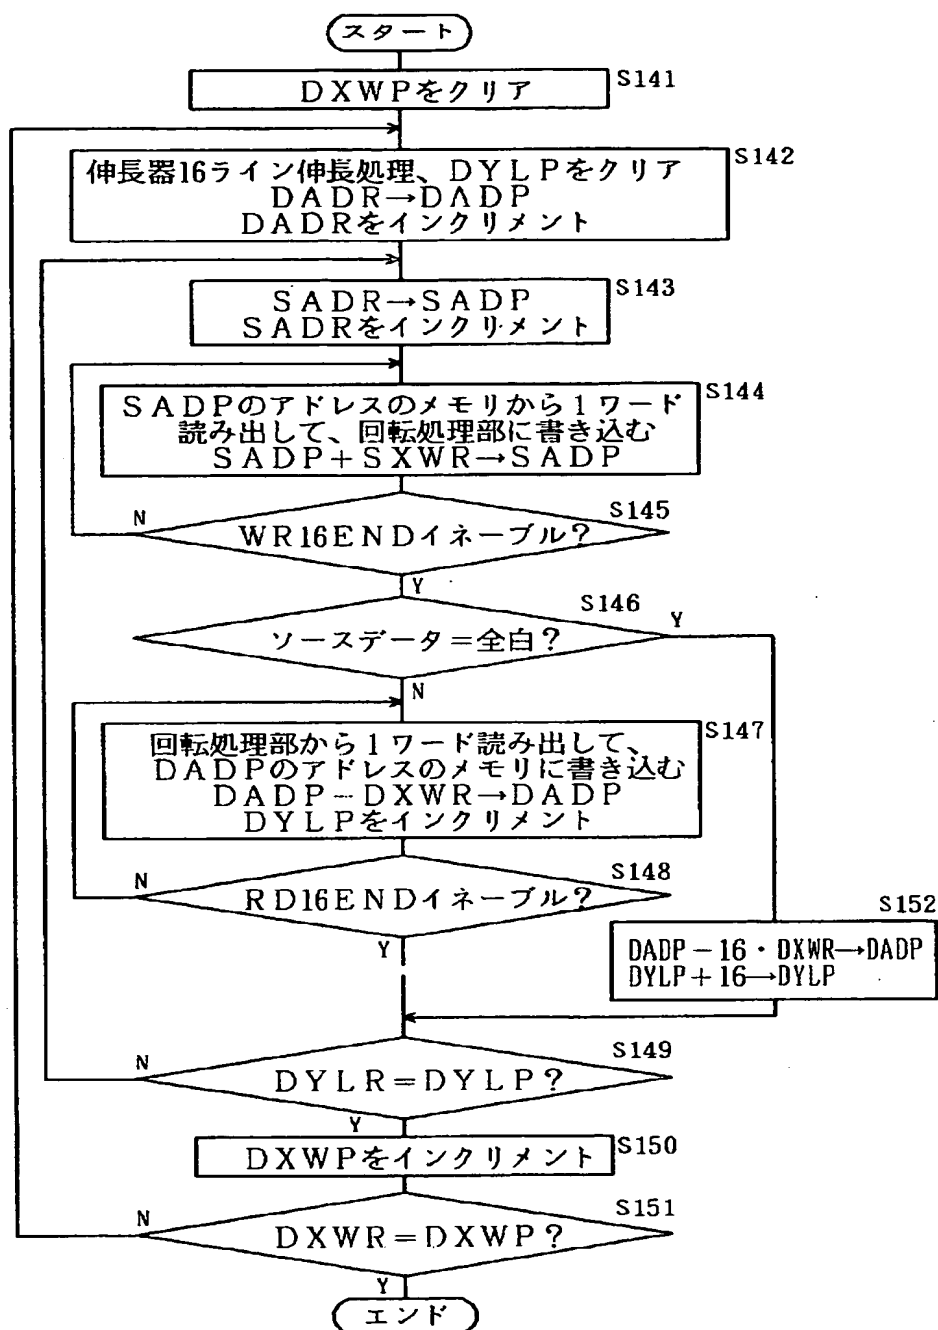 スタート
DXWPをクリア
S141
伸長器16ライン伸長処理、DYLPをクリア
DADR→DADP
DADRをインクリメント
S142
SADR→SADP
SADRをインクリメント
S143
SADPのアドレスのメモリから1ワード
読み出して、回転処理部に書き込む
SADP+SXWR→SADP
S144
N
WR16ENDイネーブル?
S145
Y
S146
ソースデータ=全白?
Y
N
回転処理部から1ワード読み出して、
DADPのアドレスのメモリに書き込む
DADP-DXWR→DADP
DYLPをインクリメント
S147
N
RD16ENDイネーブル?
S148
Y
S152
DADP-16・DXWR→DADP
DYLP+16→DYLP
N
DYLR=DYLP?
S149
Y
DXWPをインクリメント
S150
N
DXWR=DXWP?
S151
Y
エンド